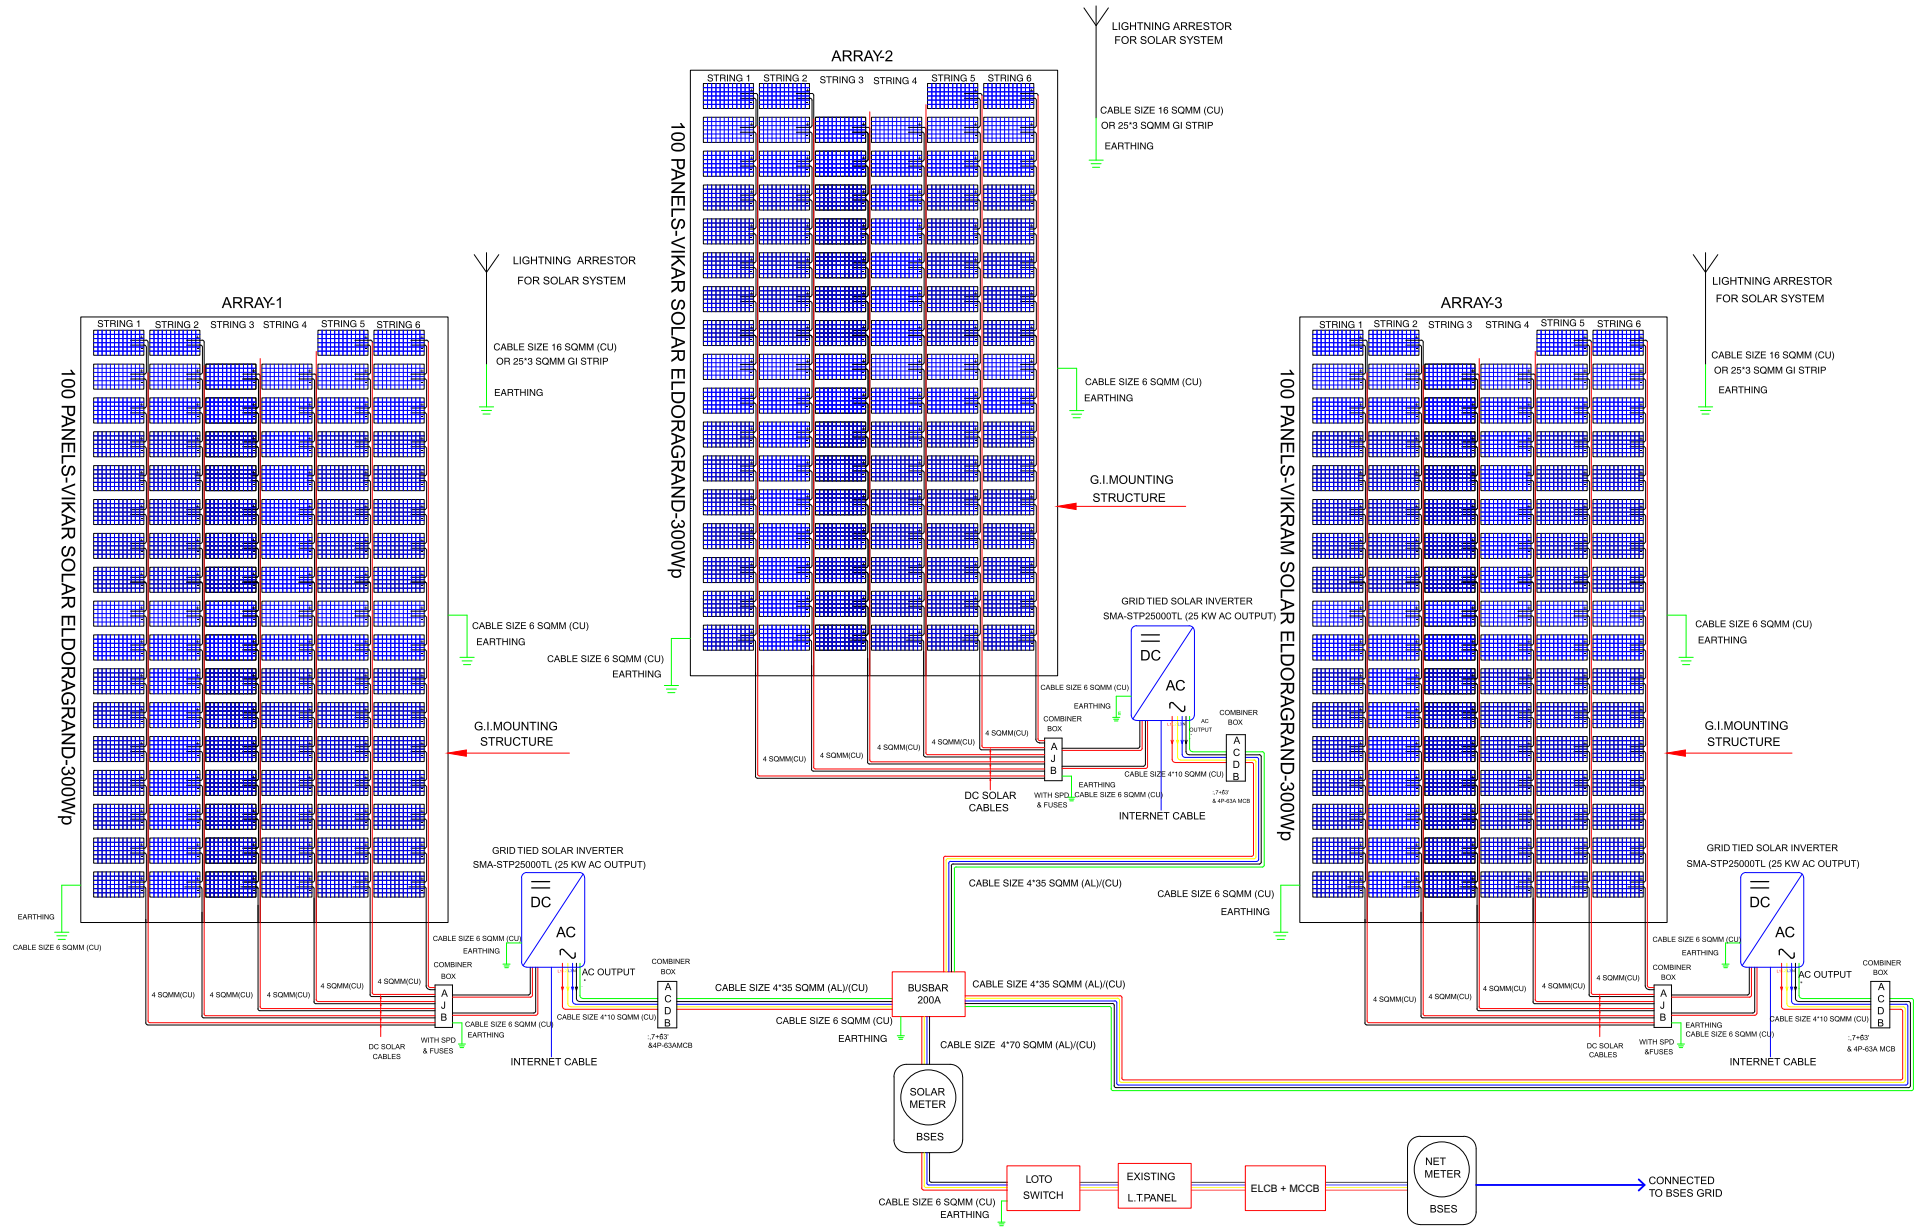 LIGHTNING ARRESTOR
FOR SOLAR SYSTEM
CABLE SIZE 16 SQMM (CU)
OR 25*3 SQMM GI STRIP
EARTHING
ARRAY-2
STRING 1
STRING 2
STRING 3
STRING 4
STRING 5
STRING 6
100 PANELS-VIKAR SOLAR ELDORAGRAND-300Wp
CABLE SIZE 6 SQMM (CU)
EARTHING
G.I.MOUNTING
STRUCTURE
CABLE SIZE 6 SQMM (CU)
EARTHING
GRID TIED SOLAR INVERTER
SMA-STP25000TL (25 KW AC OUTPUT)
DC
AC
CABLE SIZE 6 SQMM (CU)
EARTHING
AC
OUTPUT
COMBINER
BOX
A
C
D
B
COMBINER
BOX
A
J
B
4 SQMM(CU)
4 SQMM(CU)
4 SQMM(CU)
4 SQMM(CU)
4 SQMM(CU)
CABLE SIZE 4*10 SQMM (CU)
EARTHING
CABLE SIZE 6 SQMM (CU)
WITH SPD
& FUSES
DC SOLAR
CABLES
INTERNET CABLE
:,7+63'
& 4P-63A MCB
LIGHTNING ARRESTOR
FOR SOLAR SYSTEM
CABLE SIZE 16 SQMM (CU)
OR 25*3 SQMM GI STRIP
EARTHING
ARRAY-1
STRING 1
STRING 2
STRING 3
STRING 4
STRING 5
STRING 6
100 PANELS-VIKAR SOLAR ELDORAGRAND-300Wp
CABLE SIZE 6 SQMM (CU)
EARTHING
G.I.MOUNTING
STRUCTURE
EARTHING
CABLE SIZE 6 SQMM (CU)
GRID TIED SOLAR INVERTER
SMA-STP25000TL (25 KW AC OUTPUT)
DC
AC
CABLE SIZE 6 SQMM (CU)
EARTHING
AC OUTPUT
COMBINER
BOX
A
C
D
B
COMBINER
BOX
A
J
B
4 SQMM(CU)
4 SQMM(CU)
4 SQMM(CU)
4 SQMM(CU)
4 SQMM(CU)
CABLE SIZE 4*10 SQMM (CU)
CABLE SIZE 6 SQMM (CU)
EARTHING
WITH SPD
& FUSES
DC SOLAR
CABLES
INTERNET CABLE
:,7+63'
&4P-63AMCB
LIGHTNING ARRESTOR
FOR SOLAR SYSTEM
CABLE SIZE 16 SQMM (CU)
OR 25*3 SQMM GI STRIP
EARTHING
ARRAY-3
STRING 1
STRING 2
STRING 3
STRING 4
STRING 5
STRING 6
100 PANELS-VIKRAM SOLAR ELDORAGRAND-300Wp
CABLE SIZE 6 SQMM (CU)
EARTHING
G.I.MOUNTING
STRUCTURE
CABLE SIZE 6 SQMM (CU)
EARTHING
GRID TIED SOLAR INVERTER
SMA-STP25000TL (25 KW AC OUTPUT)
DC
AC
CABLE SIZE 6 SQMM (CU)
EARTHING
AC OUTPUT
COMBINER
BOX
A
C
D
B
COMBINER
BOX
A
J
B
4 SQMM(CU)
4 SQMM(CU)
4 SQMM(CU)
4 SQMM(CU)
4 SQMM(CU)
CABLE SIZE 4*10 SQMM (CU)
EARTHING
CABLE SIZE 6 SQMM (CU)
WITH SPD
&FUSES
DC SOLAR
CABLES
INTERNET CABLE
:,7+63'
& 4P-63A MCB
CABLE SIZE 4*35 SQMM (AL)/(CU)
CABLE SIZE 4*35 SQMM (AL)/(CU)
BUSBAR
200A
CABLE SIZE 4*35 SQMM (AL)/(CU)
CABLE SIZE 6 SQMM (CU)
EARTHING
CABLE SIZE 4*70 SQMM (AL)/(CU)
SOLAR
METER
BSES
CABLE SIZE 6 SQMM (CU)
EARTHING
LOTO
SWITCH
EXISTING
L.T.PANEL
ELCB + MCCB
NET
METER
BSES
CONNECTED
TO BSES GRID